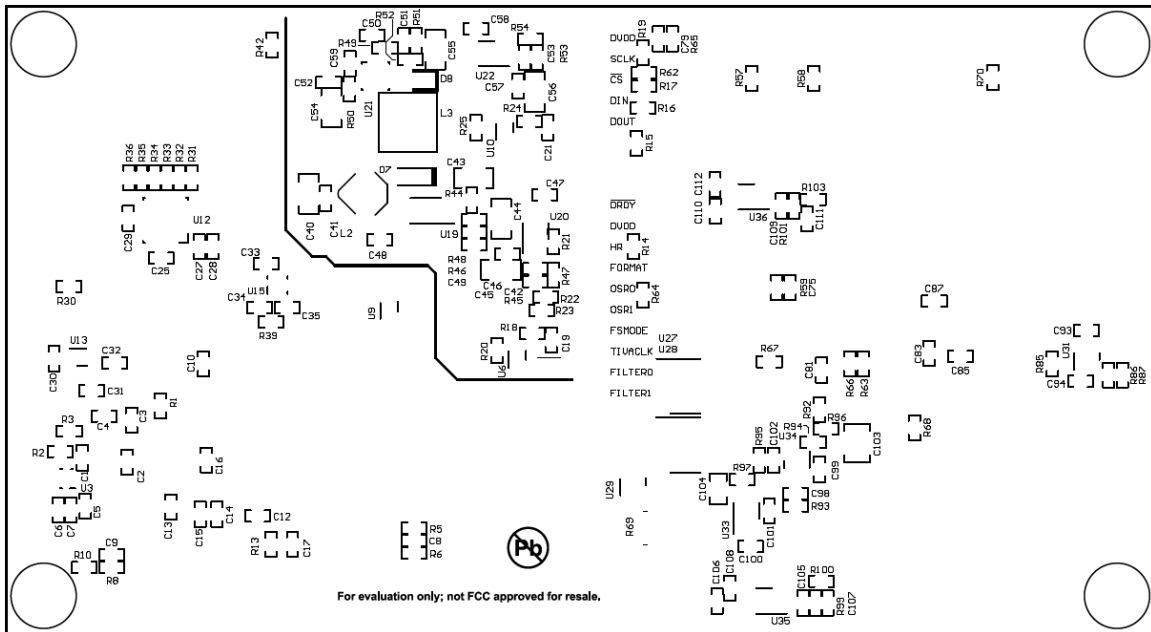 R42
R52
C50
C51
R51
R49
C59
C55
C58
R54
C53
R53
U22
C57
C56
C52
C54
R50
U21
D8
L3
R24
R25
U10
C21
DVDD
R19
C79
R65
SCLK
CS
R62
R17
DIN
R16
DOUT
R15
R57
R58
R70
R36
R35
R34
R33
R32
R31
C29
U12
C25
C27
C28
D7
C43
R44
C40
C41
L2
C48
C44
C47
U20
R21
U19
R48
R46
C49
C45
C46
C42
R45
R47
R22
R23
C112
C110
U36
R103
C109
R101
C111
DRDY
DVDD
HR
R14
FORMAT
OSR0
R64
OSR1
R59
C75
C87
C33
U15
C34
C35
R39
R30
U9
R18
R20
U6
C19
FSMODE
U27
TIVACLK
U28
FILTER0
FILTER1
R67
C81
R66
R63
C83
C85
C93
U31
R85
C94
R86
R87
U13
C30
C32
C31
C10
R1
C4
C3
R3
R2
C1
C2
C16
U3
C6
C7
C5
C13
C15
C14
C12
R13
C17
R10
C9
R8
R5
C8
R6
Pb
R92
R96
R94
U34
R95
C102
C103
C99
R68
R97
C104
C98
R93
U29
R69
U33
C101
C100
C106
C108
C105
R100
R99
C107
U35
For evaluation only; not FCC approved for resale.